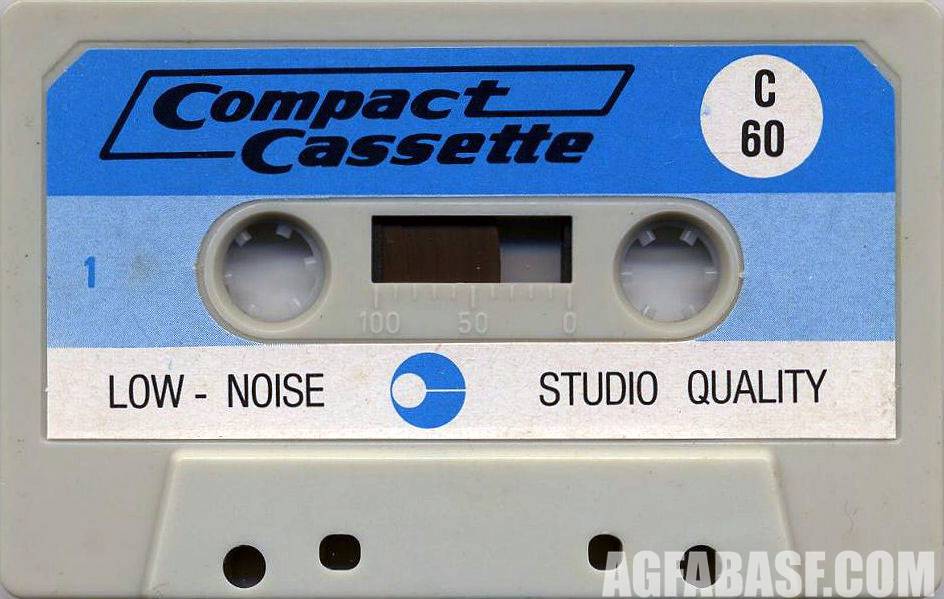 Compact
Cassette
C
60
1
100 50 0
LOW - NOISE
STUDIO QUALITY
AGFABASF.COM